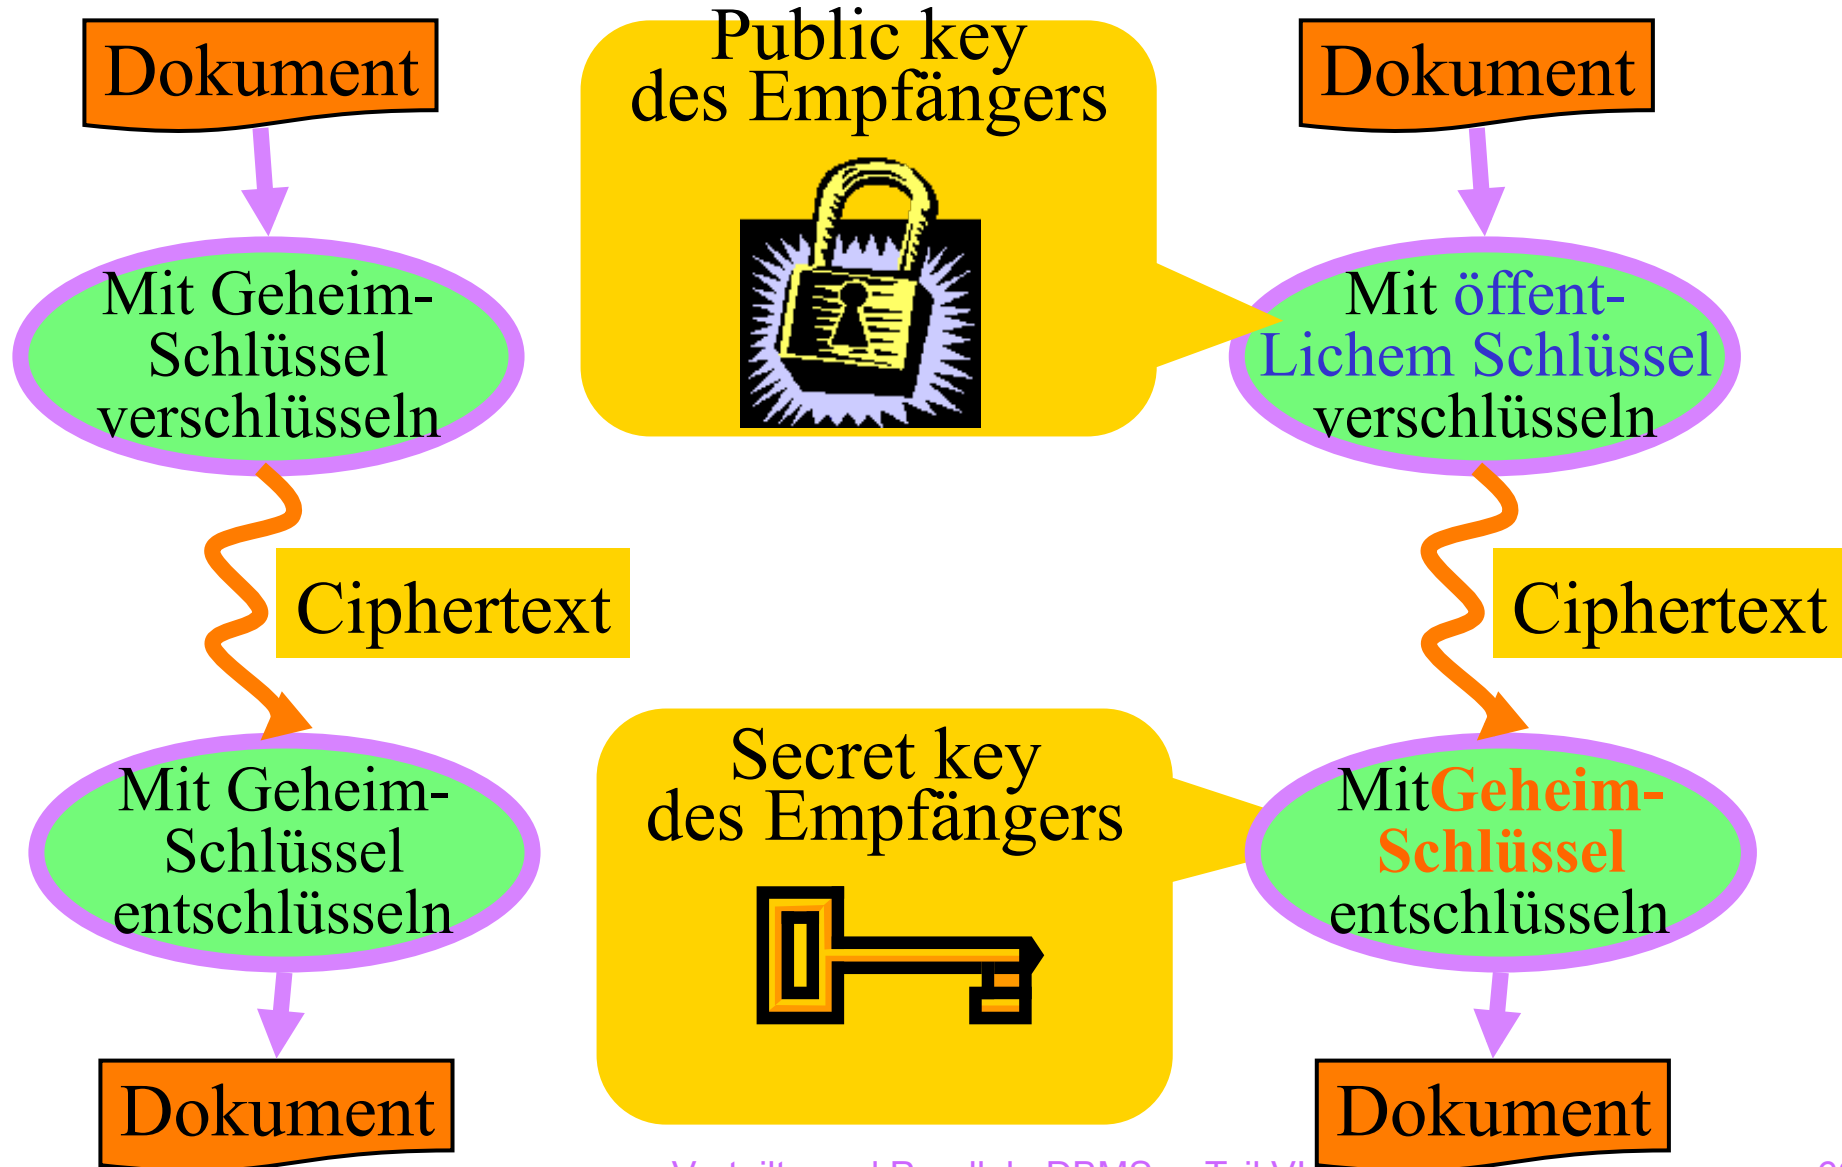 Dokument
Mit Geheim-
Schlüssel
verschlüsseln
Ciphertext
Mit Geheim-
Schlüssel
entschlüsseln
Dokument
Public key
des Empfängers
Secret key
des Empfängers
Dokument
Mit öffent-
Lichem Schlüssel
verschlüsseln
Ciphertext
MitGeheim-
Schlüssel
entschlüsseln
Dokument